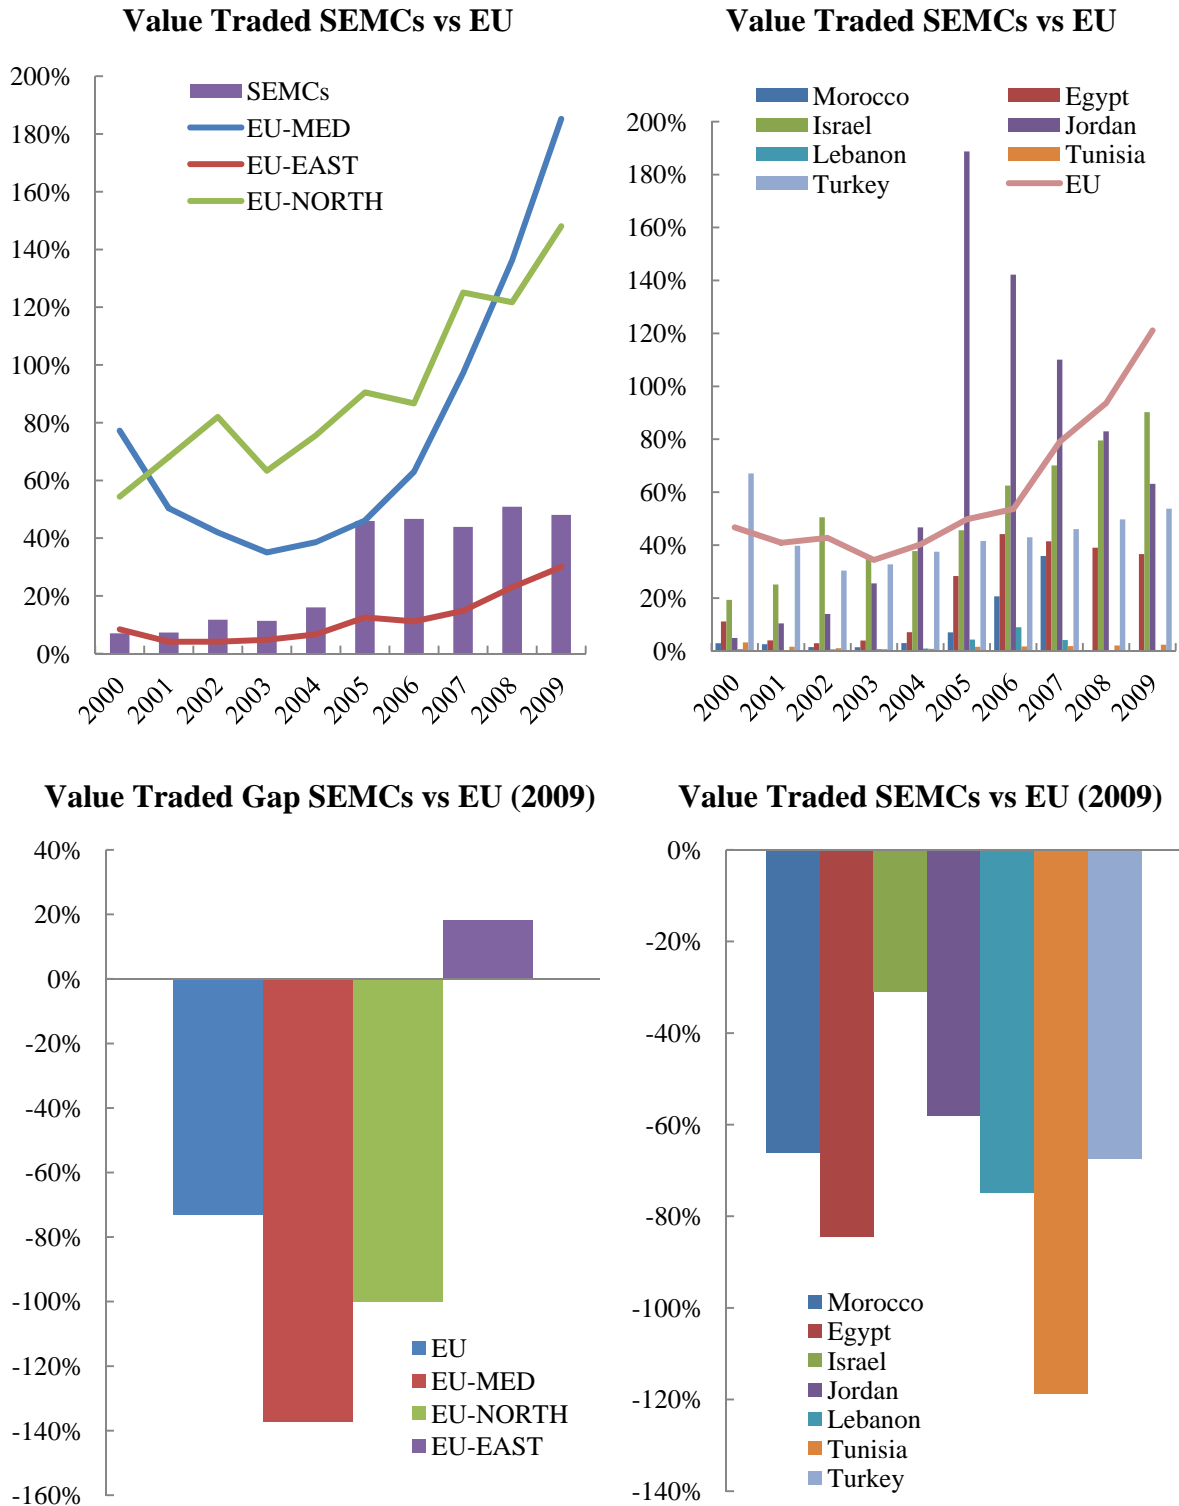 Value Traded SEMCs vs EU
200%
180%
160%
140%
120%
100%
80%
60%
40%
20%
0%
SEMCs
EU-MED
EU-EAST
EU-NORTH
2000
2001
2002
2003
2004
2005
2006
2007
2008
2009
Value Traded SEMCs vs EU
Morocco Egypt
Israel Jordan
Lebanon Tunisia
Turkey EU
200%
180%
160%
140%
120%
100%
80%
60%
40%
20%
0%
2000
2001
2002
2003
2004
2005
2006
2007
2008
2009
Value Traded Gap SEMCs vs EU (2009)
40%
20%
0%
-20%
-40%
-60%
-80%
-100%
-120%
-140%
-160%
EU
EU-MED
EU-NORTH
EU-EAST
Value Traded SEMCs vs EU (2009)
0%
-20%
-40%
-60%
-80%
-100%
-120%
-140%
Morocco
Egypt
Israel
Jordan
Lebanon
Tunisia
Turkey